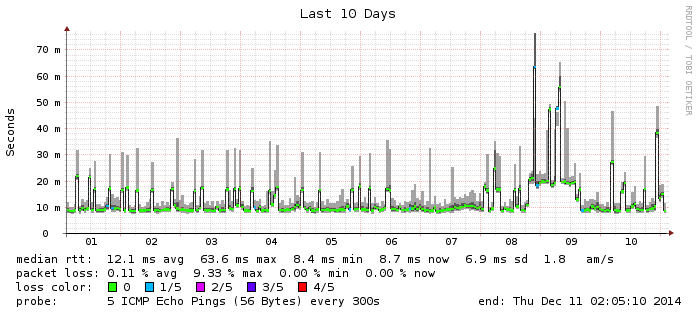 Last 10 Days
RRDTOOL / TOBI OETIKER
Seconds
70 m
60 m
50 m
40 m
30 m
20 m
10 m
0
01 02 03 04 05 06 07 08 09 10
median rtt: 12.1 ms avg 63.6 ms max 8.4 ms min 8.7 ms now 6.9 ms sd 1.8 am/s
packet loss: 0.11 % avg 9.33 % max 0.00 % min 0.00 % now
loss color: 0 1/5 2/5 3/5 4/5
probe: 5 ICMP Echo Pings (56 Bytes) every 300s end: Thu Dec 11 02:05:10 2014